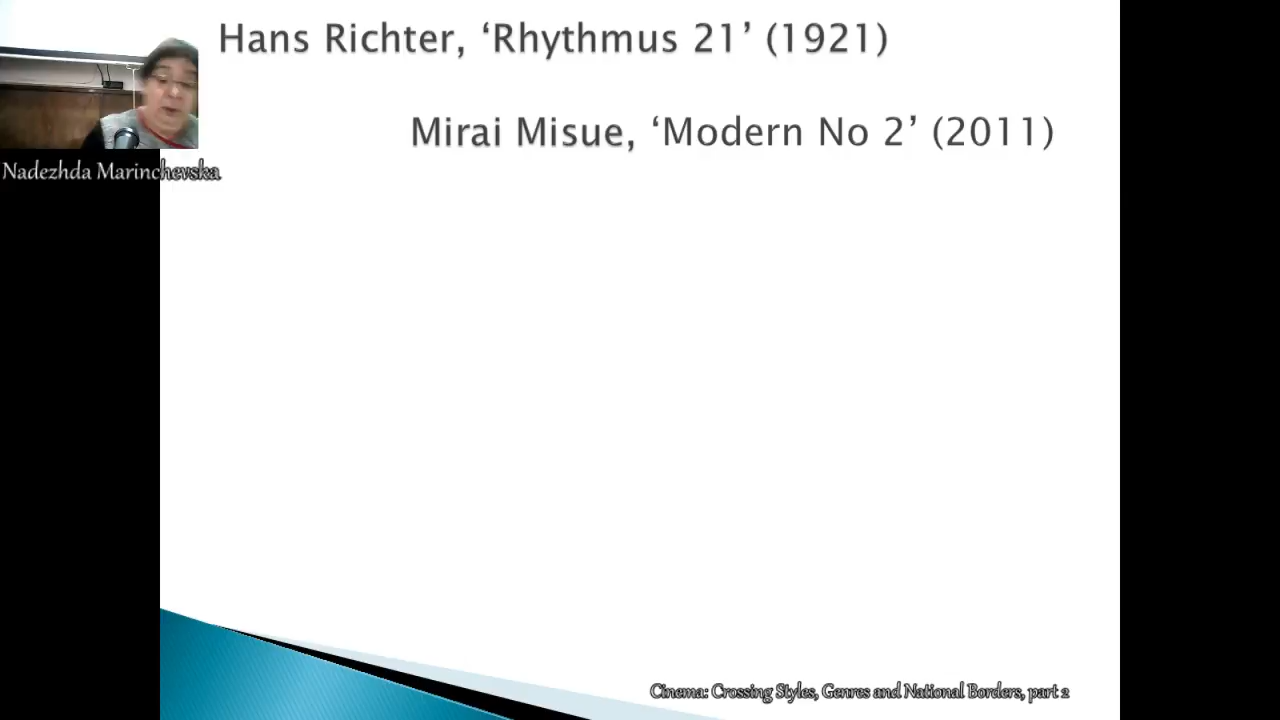 Hans Richter, ‘Rhythmus 21’ (1921)
Mirai Misue, ‘Modern No 2’ (2011)
Nadezhda Marinchevska
Cinema: Crossing Styles, Genres and National Borders, part 2